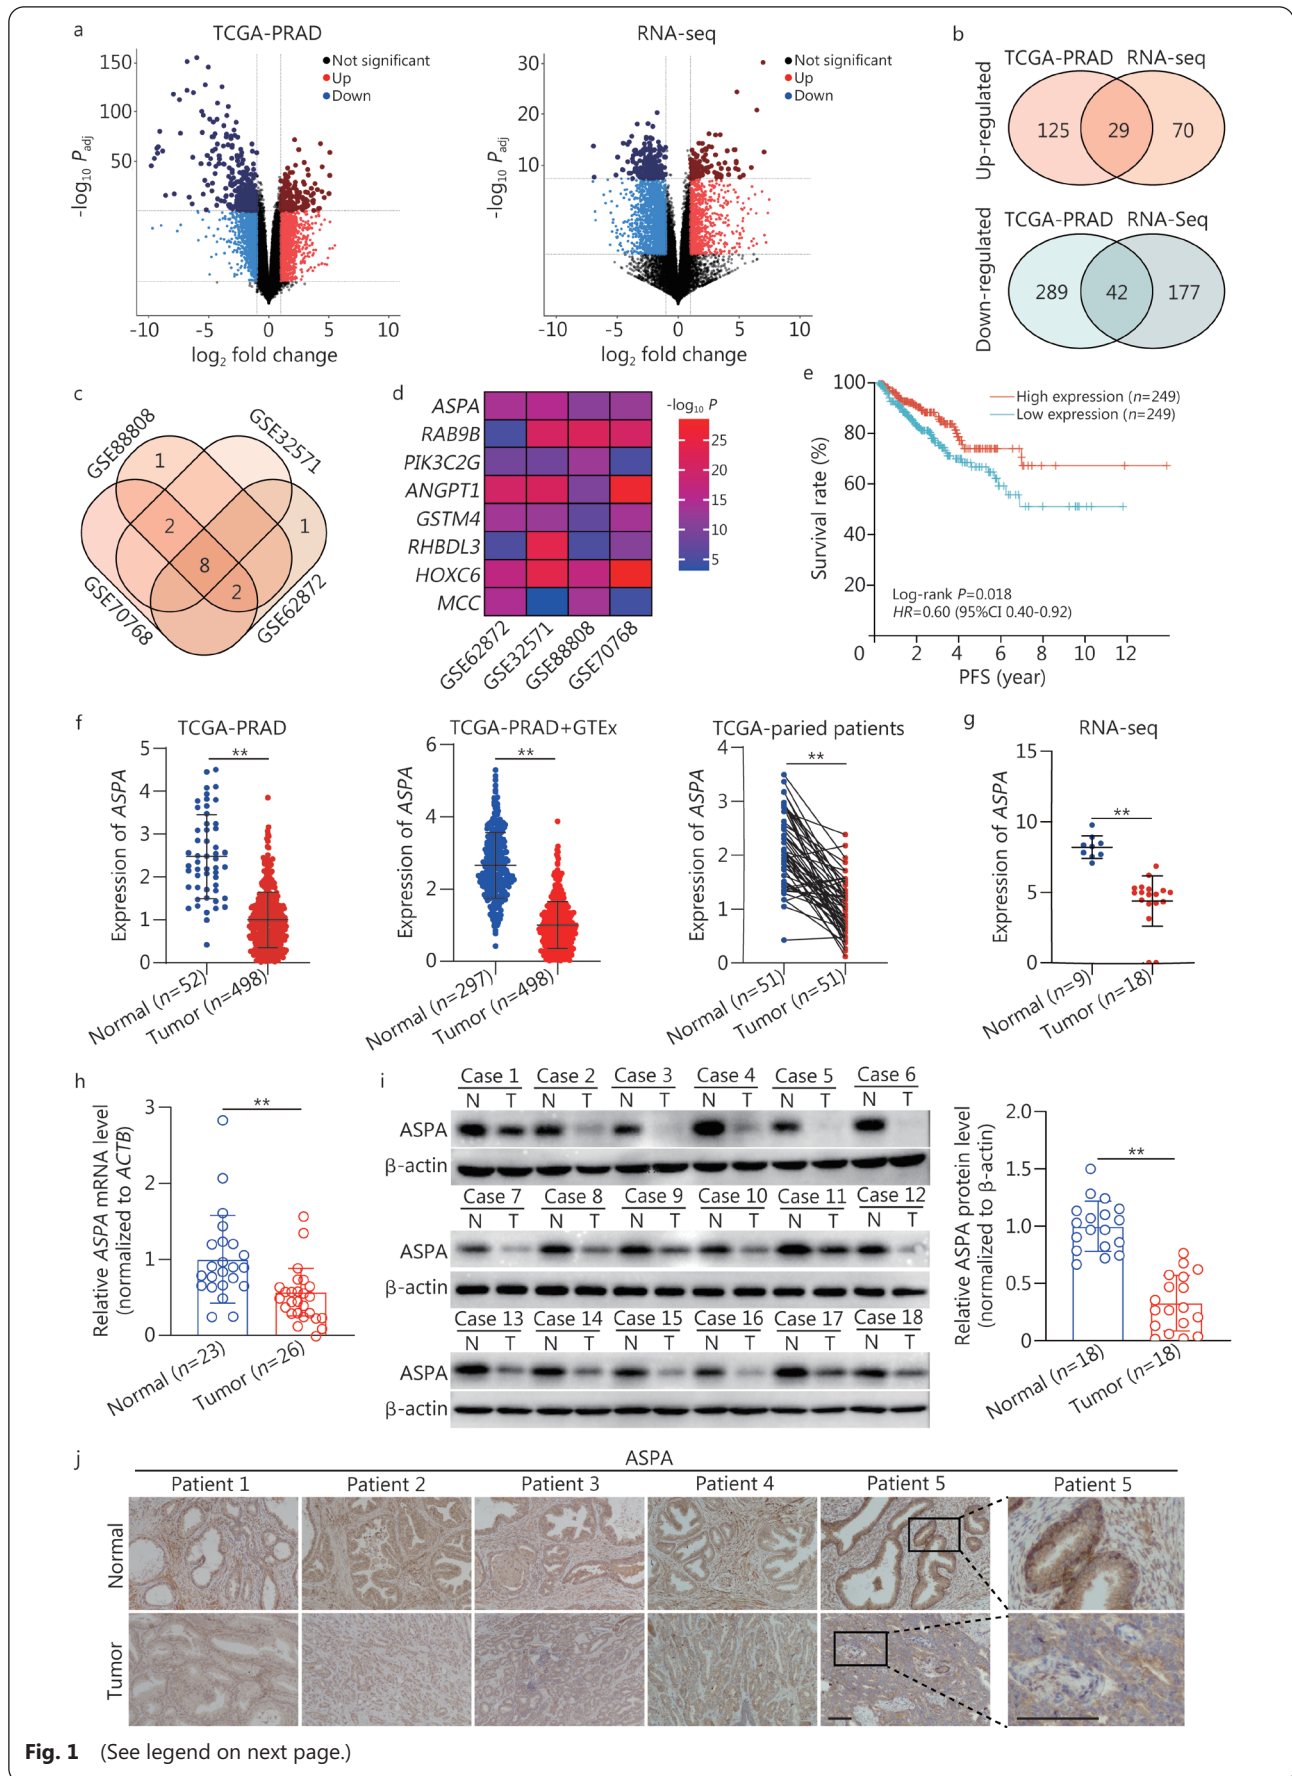 a
TCGA-PRAD
-log10 Padj
150
100
50
Not significant
Up
Down
-10 -5 0 5 10
log2 fold change
RNA-seq
-log10 Padj
30
20
10
Not significant
Up
Down
-10 -5 0 5 10
log2 fold change
b
Up-regulated
TCGA-PRAD RNA-seq
125 29 70
Down-regulated
TCGA-PRAD RNA-Seq
289 42 177
c
GSE88808
GSE32571
GSE70768
GSE62872
1
2
1
8
2
d
ASPA
RAB9B
PIK3C2G
ANGPT1
GSTM4
RHBDL3
HOXC6
MCC
GSE62872
GSE32571
GSE88808
GSE70768
-log10 P
25
20
15
10
5
e
Survival rate (%)
100
80
60
40
20
High expression (n=249)
Low expression (n=249)
Log-rank P=0.018
HR=0.60 (95%CI 0.40-0.92)
0 2 4 6 8 10 12
PFS (year)
f
TCGA-PRAD
Expression of ASPA
5
4
3
2
1
0
**
Normal (n=52)
Tumor (n=498)
TCGA-PRAD+GTEx
Expression of ASPA
6
4
2
0
**
Normal (n=297)
Tumor (n=498)
TCGA-paried patients
Expression of ASPA
4
3
2
1
0
**
Normal (n=51)
Tumor (n=51)
g
RNA-seq
Expression of ASPA
15
10
5
0
**
Normal (n=9)
Tumor (n=18)
h
Relative ASPA mRNA level
(normalized to ACTB)
3
2
1
0
**
Normal (n=23)
Tumor (n=26)
i
Case 1 Case 2 Case 3 Case 4 Case 5 Case 6
N T N T N T N T N T N T
ASPA
β-actin
Case 7 Case 8 Case 9 Case 10 Case 11 Case 12
N T N T N T N T N T N T
ASPA
β-actin
Case 13 Case 14 Case 15 Case 16 Case 17 Case 18
N T N T N T N T N T N T
ASPA
β-actin
Relative ASPA protein level
(normalized to β-actin)
2.0
1.5
1.0
0.5
0
**
Normal (n=18)
Tumor (n=18)
j
ASPA
Patient 1 Patient 2 Patient 3 Patient 4 Patient 5 Patient 5
Normal
Tumor
Fig. 1 (See legend on next page.)